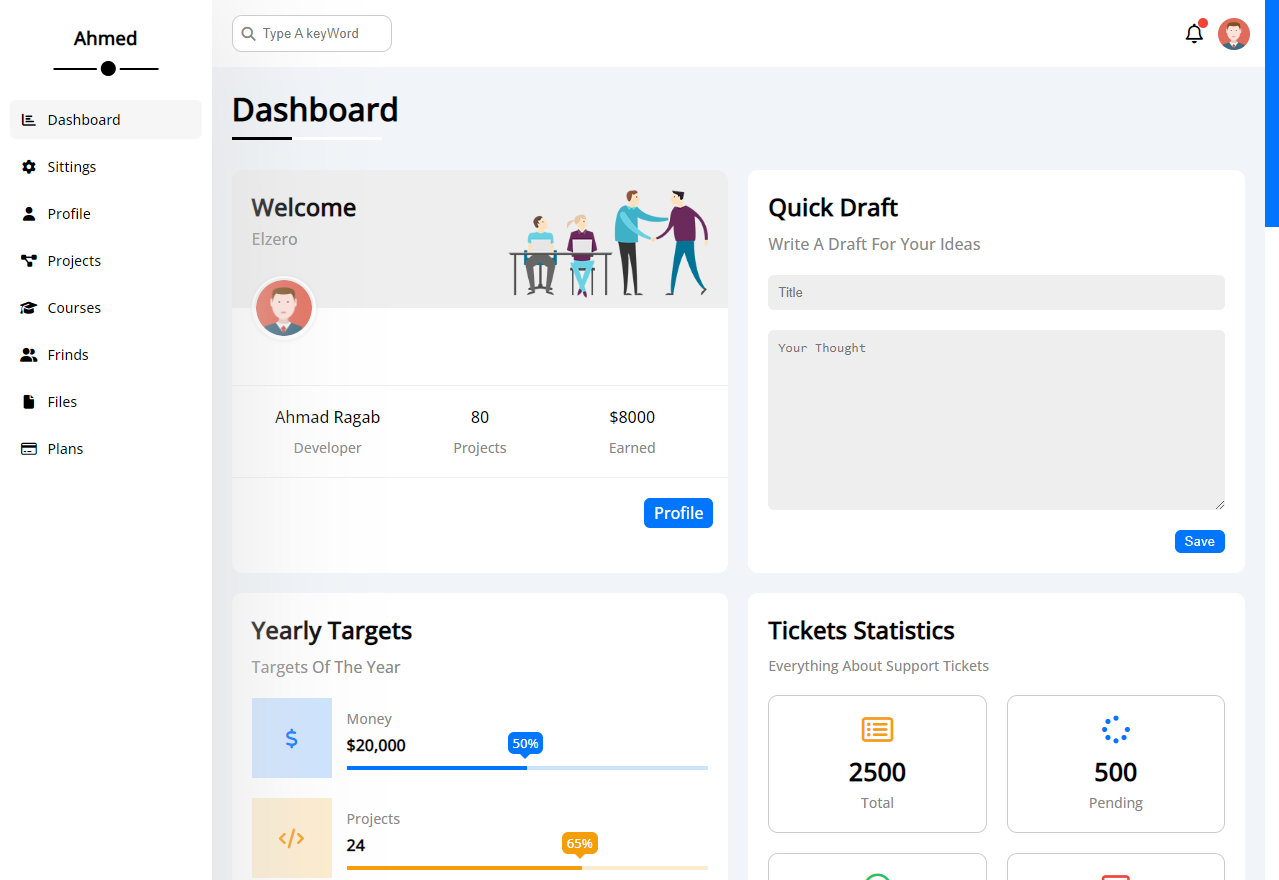 Ahmed
Dashboard
Sittings
Profile
Projects
Courses
Frinds
Files
Plans
Type A keyWord
Dashboard
Welcome
Elzero
Ahmad Ragab
Developer
80
Projects
$8000
Earned
Profile
Quick Draft
Write A Draft For Your Ideas
Title
Your Thought
Save
Yearly Targets
Targets Of The Year
Money
$20,000
50%
Projects
24
65%
Tickets Statistics
Everything About Support Tickets
2500
Total
500
Pending